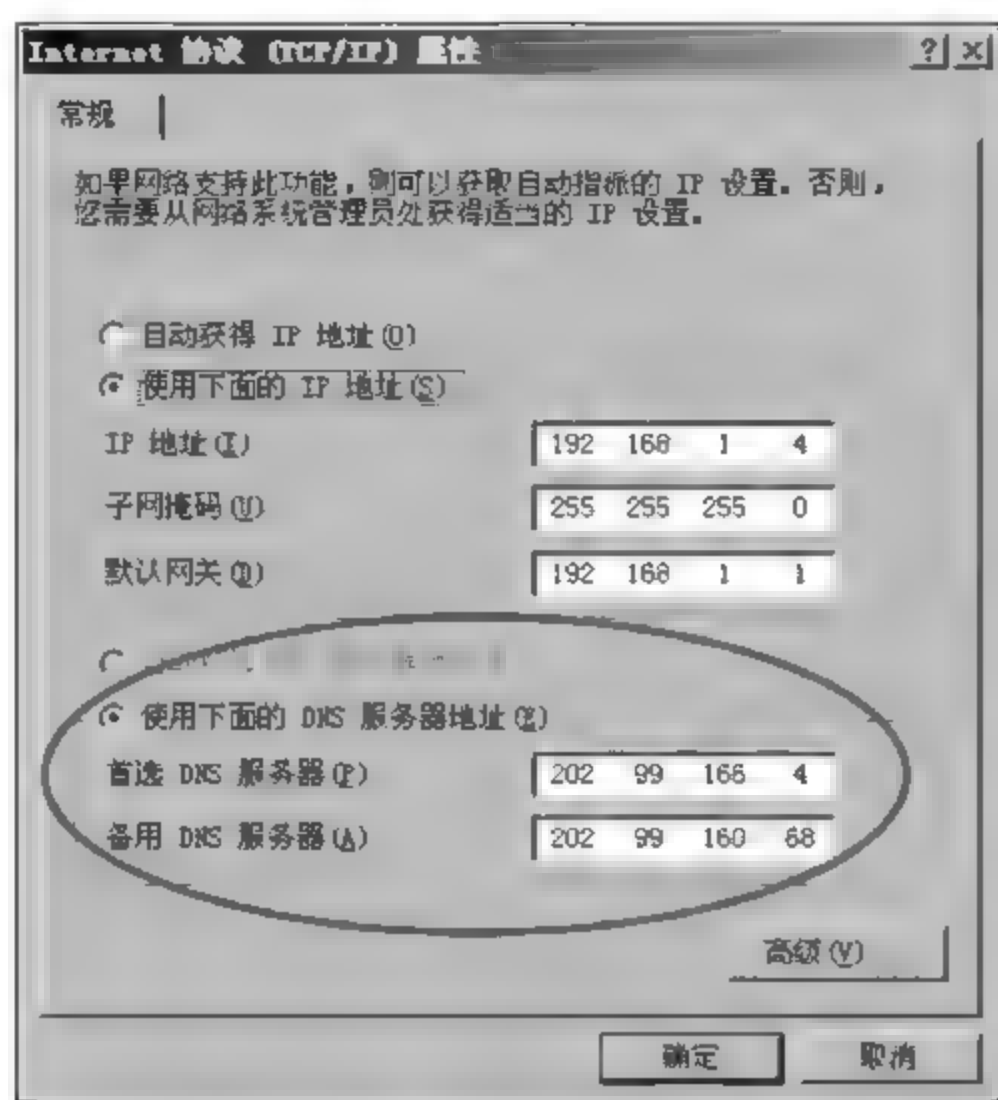 Internet 协议 (TCP/IP) 属性
常规
如果网络支持此功能，则可以获取自动指派的 IP 设置。否则，
您需要从网络系统管理员处获得适当的 IP 设置。
自动获得 IP 地址(O)
使用下面的 IP 地址(S)
IP 地址(I) 192 168 1 4
子网掩码(U) 255 255 255 0
默认网关(D) 192 168 1 1
使用下面的 DNS 服务器地址(E)
首选 DNS 服务器(P) 202 99 166 4
备用 DNS 服务器(A) 202 99 160 68
高级(V)
确定 取消